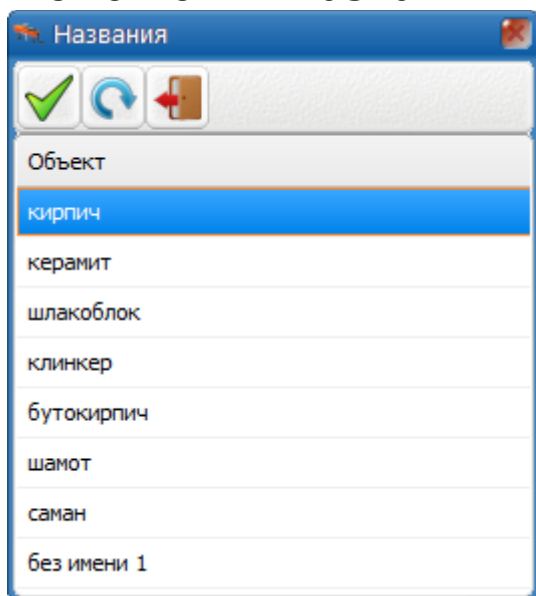 Названия
Объект
кирпич
керамит
шлакоблок
клинкер
бутокирпич
шамот
саман
без имени 1